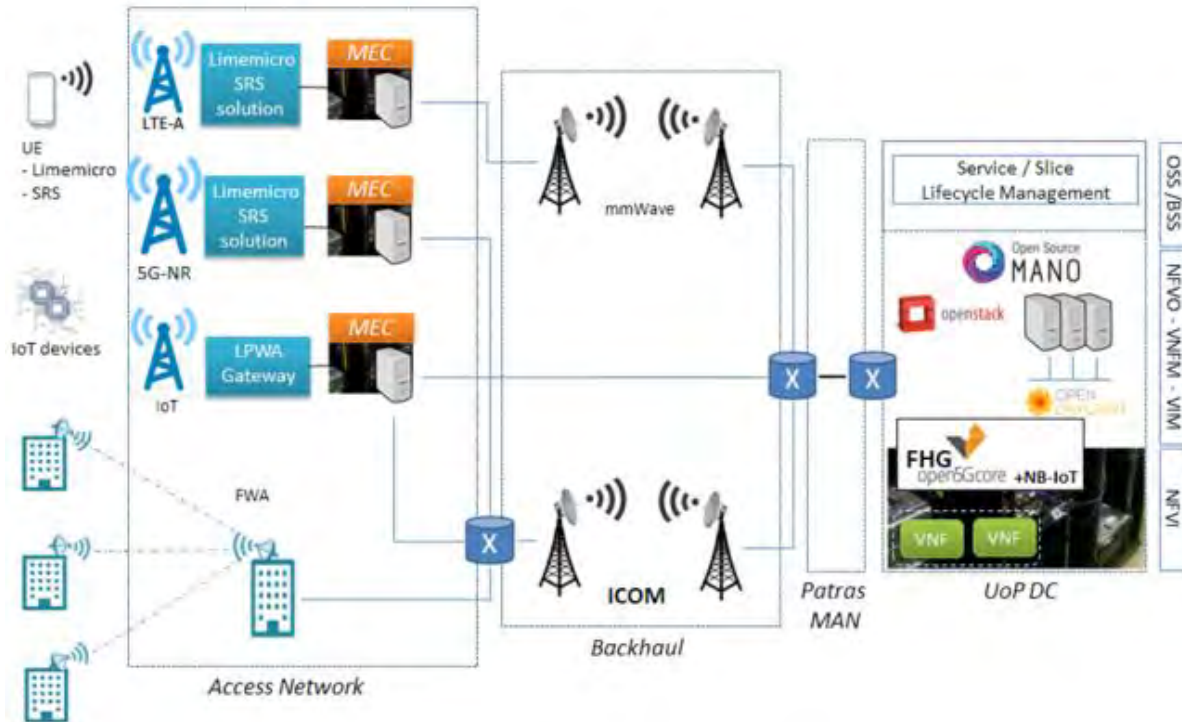 UE
- Limemicro
- SRS
IoT devices
LTE-A
Limemicro
SRS
solution
MEC
5G-NR
Limemicro
SRS
solution
MEC
IoT
LPWA
Gateway
MEC
FWA
X
Access Network
mmWave
ICOM
Backhaul
X
X
Patras
MAN
Service / Slice
Lifecycle Management
Open Source
MANO
openstack
OPEN
FHG
open5Gcore +NB-IoT
VNF
VNF
UoP DC
OSS /BSS
NFVO - VNFM - VIM
NFVI